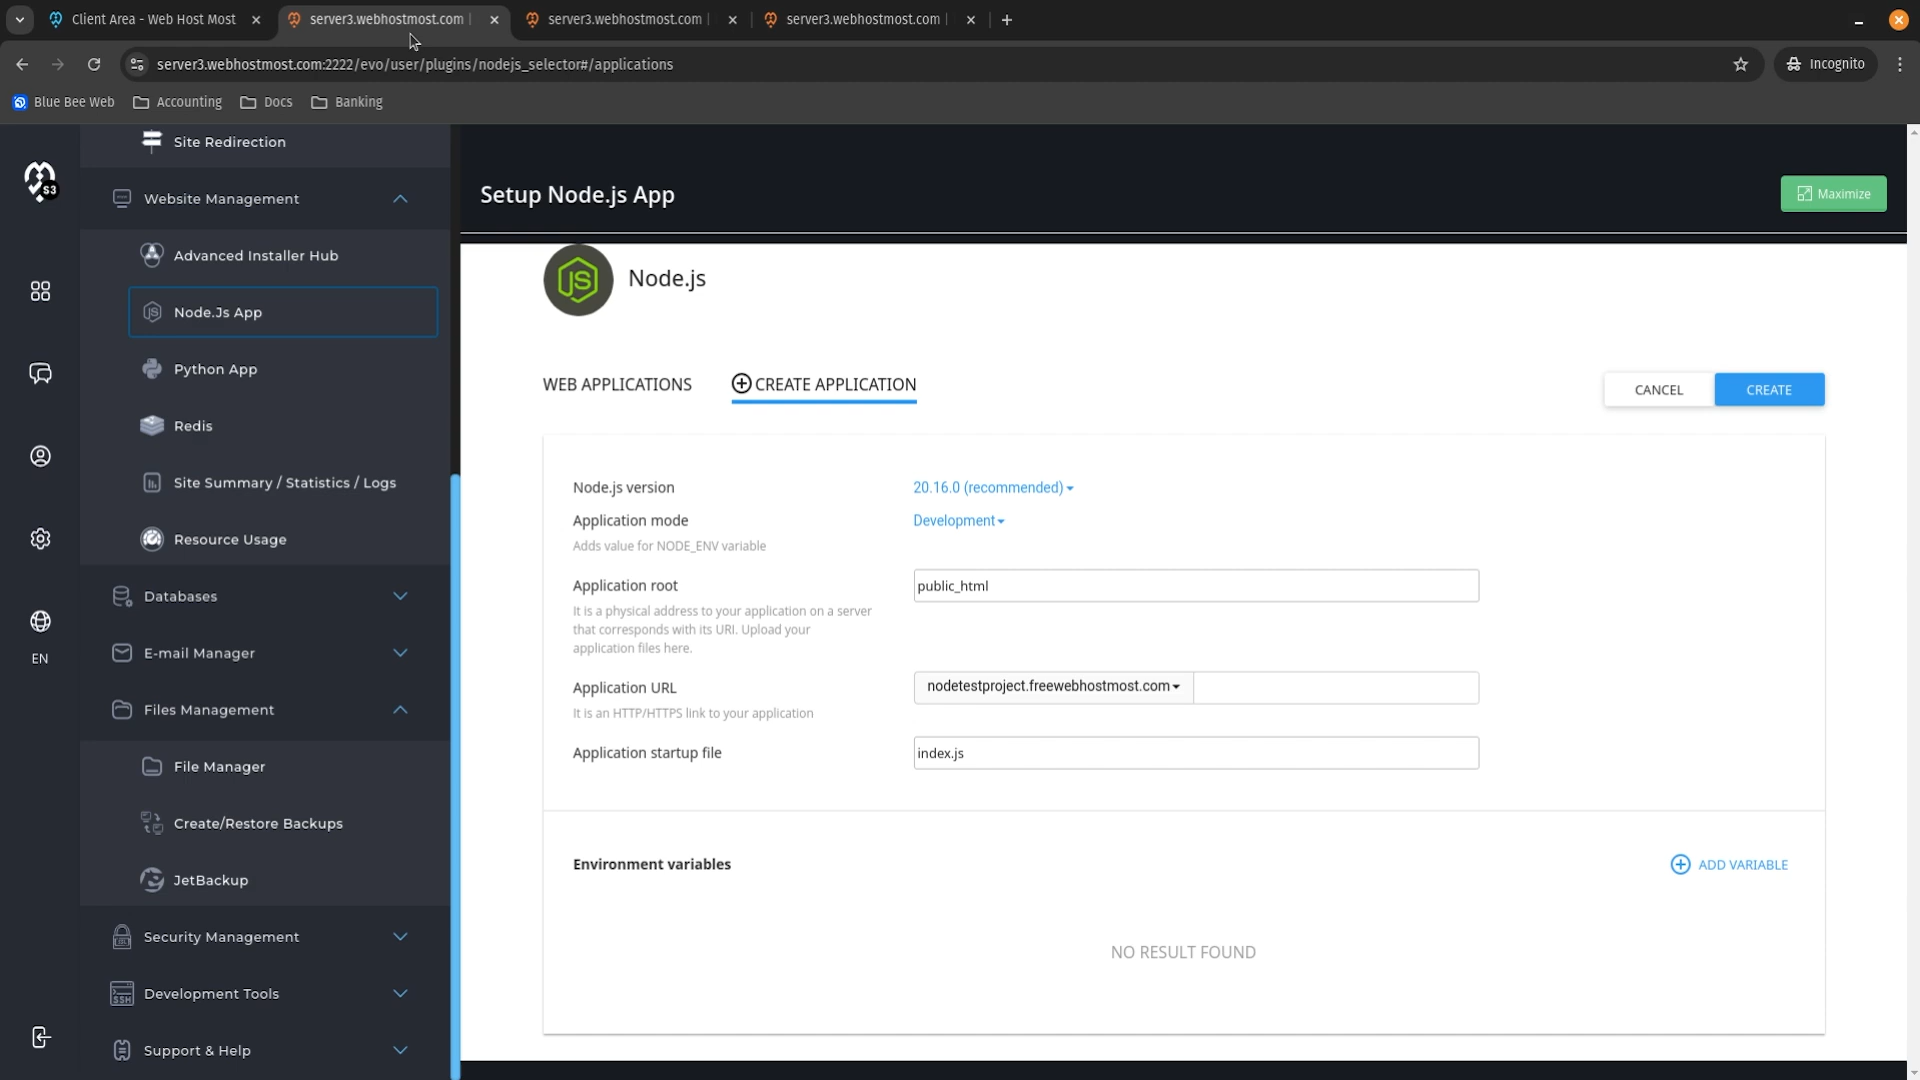 Client Area - Web Host Most
server3.webhostmost.com
server3.webhostmost.com
server3.webhostmost.com
server3.webhostmost.com:2222/evo/user/plugins/nodejs_selector#/applications
Incognito
Blue Bee Web
Accounting
Docs
Banking
S3
EN
Site Redirection
Website Management
Advanced Installer Hub
Node.Js App
Python App
Redis
Site Summary / Statistics / Logs
Resource Usage
Databases
E-mail Manager
Files Management
File Manager
Create/Restore Backups
JetBackup
Security Management
SSH
Development Tools
Support & Help
Setup Node.js App
Maximize
JS
Node.js
WEB APPLICATIONS
CREATE APPLICATION
CANCEL
CREATE
Node.js version
20.16.0 (recommended)
Application mode
Development
Adds value for NODE_ENV variable
Application root
public_html
It is a physical address to your application on a server
that corresponds with its URI. Upload your
application files here.
Application URL
nodetestproject.freewebhostmost.com
It is an HTTP/HTTPS link to your application
Application startup file
index.js
Environment variables
ADD VARIABLE
NO RESULT FOUND